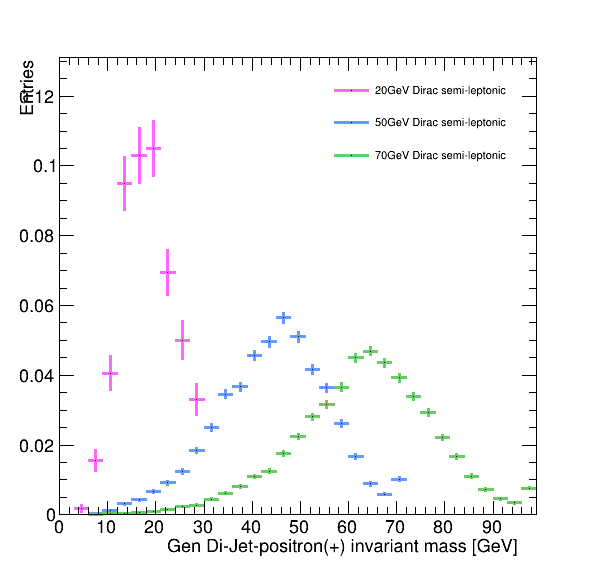 Entries
0.12
0.1
0.08
0.06
0.04
0.02
0
20GeV Dirac semi-leptonic
50GeV Dirac semi-leptonic
70GeV Dirac semi-leptonic
0 10 20 30 40 50 60 70 80 90
Gen Di-Jet-positron(+) invariant mass [GeV]